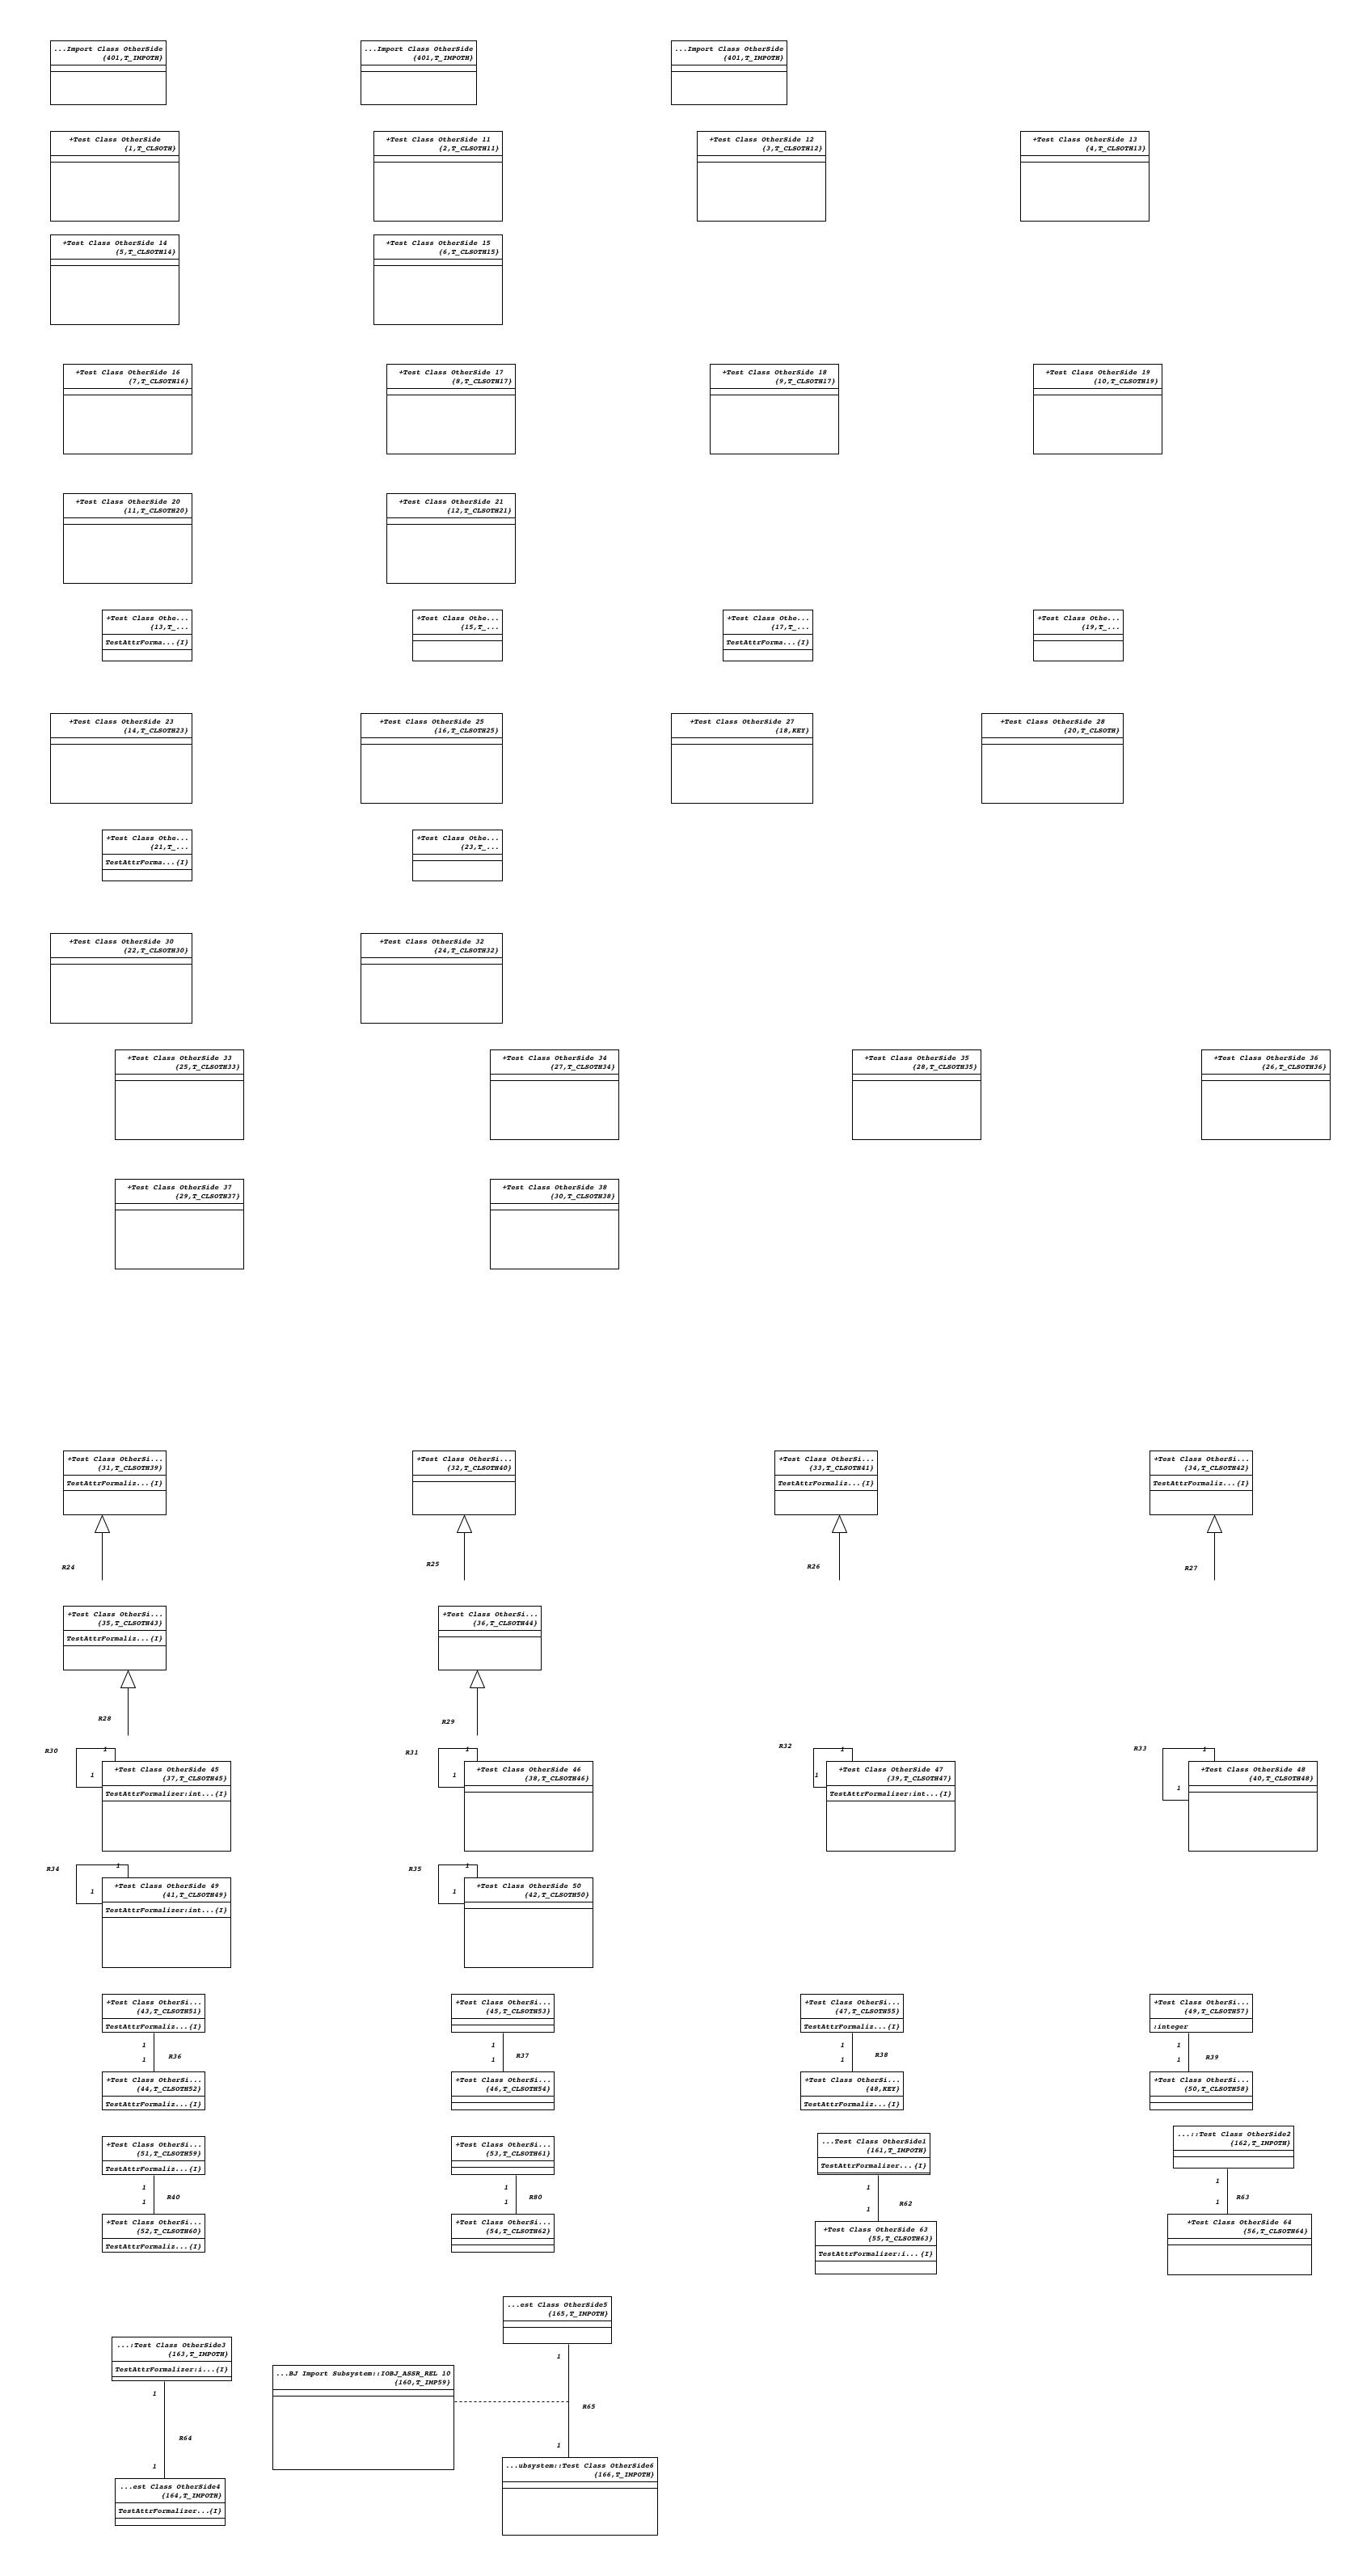 ...Import Class OtherSide
{401,T_IMPOTH}
...Import Class OtherSide
{401,T_IMPOTH}
...Import Class OtherSide
{401,T_IMPOTH}
+Test Class OtherSide
{1,T_CLSOTH}
+Test Class OtherSide 11
{2,T_CLSOTH11}
+Test Class OtherSide 12
{3,T_CLSOTH12}
+Test Class OtherSide 13
{4,T_CLSOTH13}
+Test Class OtherSide 14
{5,T_CLSOTH14}
+Test Class OtherSide 15
{6,T_CLSOTH15}
+Test Class OtherSide 16
{7,T_CLSOTH16}
+Test Class OtherSide 17
{8,T_CLSOTH17}
+Test Class OtherSide 18
{9,T_CLSOTH17}
+Test Class OtherSide 19
{10,T_CLSOTH19}
+Test Class OtherSide 20
{11,T_CLSOTH20}
+Test Class OtherSide 21
{12,T_CLSOTH21}
+Test Class Othe...
{13,T_...
TestAttrForma...{I}
+Test Class Othe...
{15,T_...
+Test Class Othe...
{17,T_...
TestAttrForma...{I}
+Test Class Othe...
{19,T_...
+Test Class OtherSide 23
{14,T_CLSOTH23}
+Test Class OtherSide 25
{16,T_CLSOTH25}
+Test Class OtherSide 27
{18,KEY}
+Test Class OtherSide 28
{20,T_CLSOTH}
+Test Class Othe...
{21,T_...
TestAttrForma...{I}
+Test Class Othe...
{23,T_...
+Test Class OtherSide 30
{22,T_CLSOTH30}
+Test Class OtherSide 32
{24,T_CLSOTH32}
+Test Class OtherSide 33
{25,T_CLSOTH33}
+Test Class OtherSide 34
{27,T_CLSOTH34}
+Test Class OtherSide 35
{28,T_CLSOTH35}
+Test Class OtherSide 36
{26,T_CLSOTH36}
+Test Class OtherSide 37
{29,T_CLSOTH37}
+Test Class OtherSide 38
{30,T_CLSOTH38}
+Test Class OtherSi...
{31,T_CLSOTH39}
TestAttrFormaliz...{I}
+Test Class OtherSi...
{32,T_CLSOTH40}
+Test Class OtherSi...
{33,T_CLSOTH41}
TestAttrFormaliz...{I}
+Test Class OtherSi...
{34,T_CLSOTH42}
TestAttrFormaliz...{I}
R24
R25
R26
R27
+Test Class OtherSi...
{35,T_CLSOTH43}
TestAttrFormaliz...{I}
+Test Class OtherSi...
{36,T_CLSOTH44}
R28
R29
R30
1
1
+Test Class OtherSide 45
{37,T_CLSOTH45}
TestAttrFormalizer:int...{I}
R31
1
1
+Test Class OtherSide 46
{38,T_CLSOTH46}
R32
1
1
+Test Class OtherSide 47
{39,T_CLSOTH47}
TestAttrFormalizer:int...{I}
R33
1
1
+Test Class OtherSide 48
{40,T_CLSOTH48}
R34
1
1
+Test Class OtherSide 49
{41,T_CLSOTH49}
TestAttrFormalizer:int...{I}
R35
1
1
+Test Class OtherSide 50
{42,T_CLSOTH50}
+Test Class OtherSi...
{43,T_CLSOTH51}
TestAttrFormaliz...{I}
1
1
R36
+Test Class OtherSi...
{44,T_CLSOTH52}
TestAttrFormaliz...{I}
+Test Class OtherSi...
{45,T_CLSOTH53}
1
1
R37
+Test Class OtherSi...
{46,T_CLSOTH54}
+Test Class OtherSi...
{47,T_CLSOTH55}
TestAttrFormaliz...{I}
1
1
R38
+Test Class OtherSi...
{48,KEY}
TestAttrFormaliz...{I}
+Test Class OtherSi...
{49,T_CLSOTH57}
:integer
1
1
R39
+Test Class OtherSi...
{50,T_CLSOTH58}
+Test Class OtherSi...
{51,T_CLSOTH59}
TestAttrFormaliz...{I}
1
1
R40
+Test Class OtherSi...
{52,T_CLSOTH60}
TestAttrFormaliz...{I}
+Test Class OtherSi...
{53,T_CLSOTH61}
1
1
R80
+Test Class OtherSi...
{54,T_CLSOTH62}
...Test Class OtherSide1
{161,T_IMPOTH}
TestAttrFormalizer...{I}
1
1
R62
+Test Class OtherSide 63
{55,T_CLSOTH63}
TestAttrFormalizer:i...{I}
...::Test Class OtherSide2
{162,T_IMPOTH}
1
1
R63
+Test Class OtherSide 64
{56,T_CLSOTH64}
...:Test Class OtherSide3
{163,T_IMPOTH}
TestAttrFormalizer:i...{I}
1
R64
1
...est Class OtherSide4
{164,T_IMPOTH}
TestAttrFormalizer...{I}
...BJ Import Subsystem::IOBJ_ASSR_REL 10
{160,T_IMP59}
...est Class OtherSide5
{165,T_IMPOTH}
1
R65
1
...ubsystem::Test Class OtherSide6
{166,T_IMPOTH}